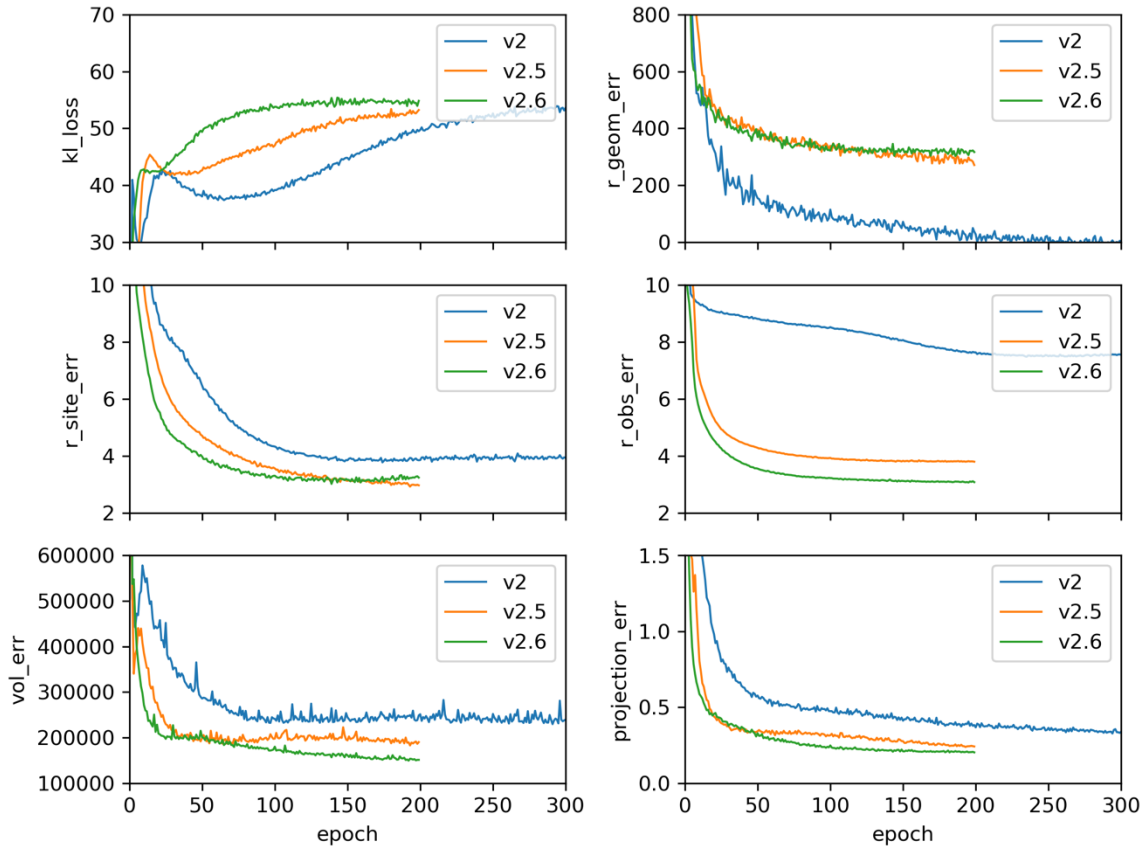 70
60
50
40
30
kl_loss
v2
v2.5
v2.6
800
600
400
200
0
r_geom_err
v2
v2.5
v2.6
10
8
6
4
2
r_site_err
v2
v2.5
v2.6
10
8
6
4
2
r_obs_err
v2
v2.5
v2.6
600000
500000
400000
300000
200000
100000
vol_err
v2
v2.5
v2.6
0 50 100 150 200 250 300
epoch
1.5
1.0
0.5
0.0
projection_err
v2
v2.5
v2.6
0 50 100 150 200 250 300
epoch